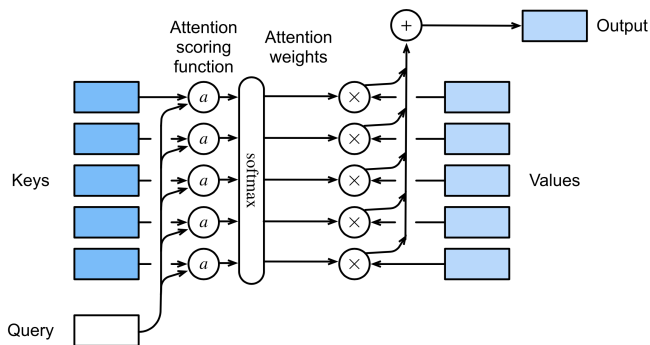 Attention
scoring
function
Attention
weights
+
Output
a
×
a
×
Keys
a
softmax
×
Values
a
×
a
×
Query